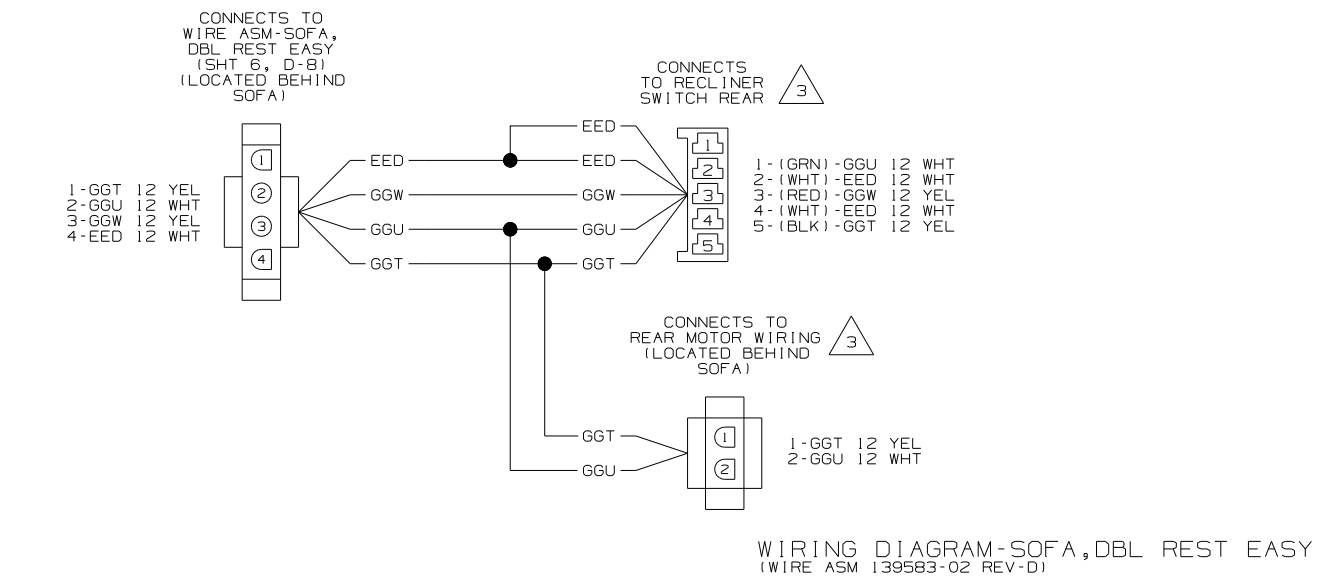 CONNECTS TO
WIRE ASM-SOFA,
DBL REST EASY
(SHT 6, D-8)
(LOCATED BEHIND
SOFA)
1-GGT 12 YEL
2-GGU 12 WHT
3-GGW 12 YEL
4-EED 12 WHT
1
2
3
4
EED
GGW
GGU
GGT
EED
EED
GGW
GGU
GGT
CONNECTS
TO RECLINER
SWITCH REAR
3
1
2
3
4
5
1-(GRN)-GGU 12 WHT
2-(WHT)-EED 12 WHT
3-(RED)-GGW 12 YEL
4-(WHT)-EED 12 WHT
5-(BLK)-GGT 12 YEL
CONNECTS TO
REAR MOTOR WIRING
(LOCATED BEHIND
SOFA)
3
GGT
GGU
1
2
1-GGT 12 YEL
2-GGU 12 WHT
WIRING DIAGRAM-SOFA,DBL REST EASY
(WIRE ASM 139583-02 REV-D)